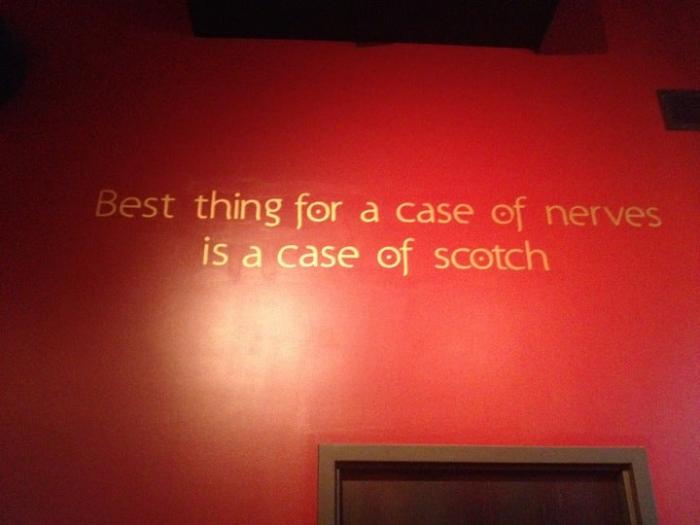 Best thing for a case of nerves
is a case of scotch